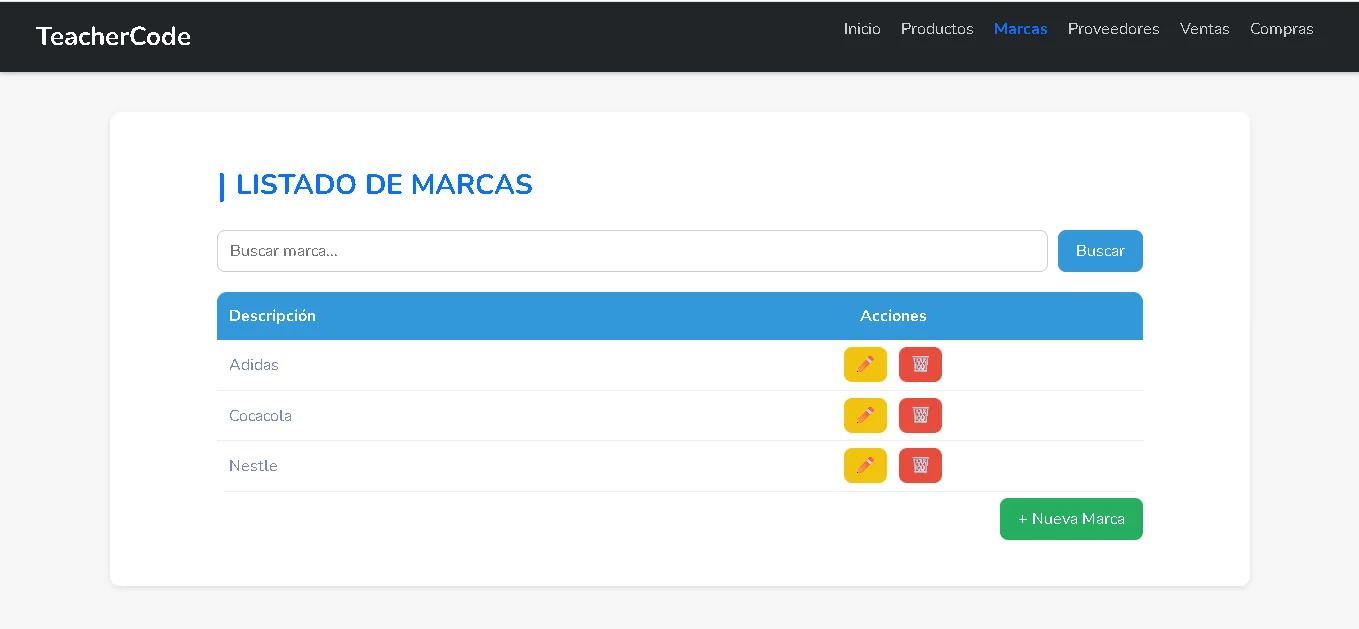 TeacherCode
Inicio Productos Marcas Proveedores Ventas Compras
LISTADO DE MARCAS
Buscar marca...
Buscar
Descripción Acciones
Adidas
Cocacola
Nestle
+ Nueva Marca